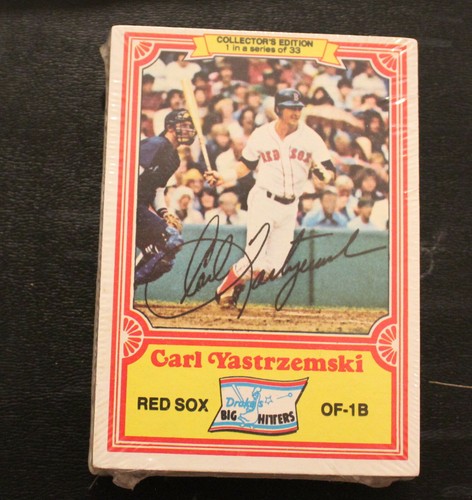 COLLECTOR'S EDITION
1 in a series of 33
RED SOX
Carl Yastrzemski
Carl Yastrzemski
RED SOX
Drake's
BIG HITTERS
OF-1B